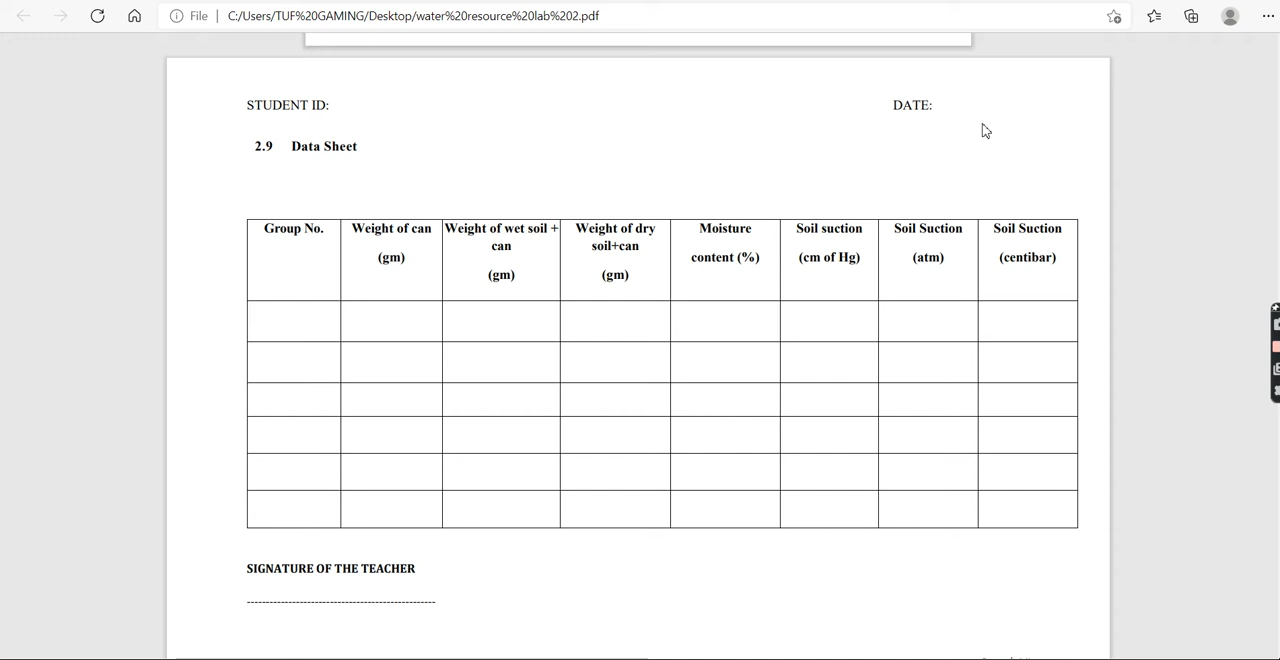 File | C:/Users/TUF%20GAMING/Desktop/water%20resource%20lab%202.pdf
STUDENT ID: DATE:
2.9 Data Sheet
Group No. Weight of can Weight of wet soil + Weight of dry Moisture Soil suction Soil Suction Soil Suction
can soil+can
(gm) content (%) (cm of Hg) (atm) (centibar)
(gm) (gm)
SIGNATURE OF THE TEACHER
-------------------------------------------------